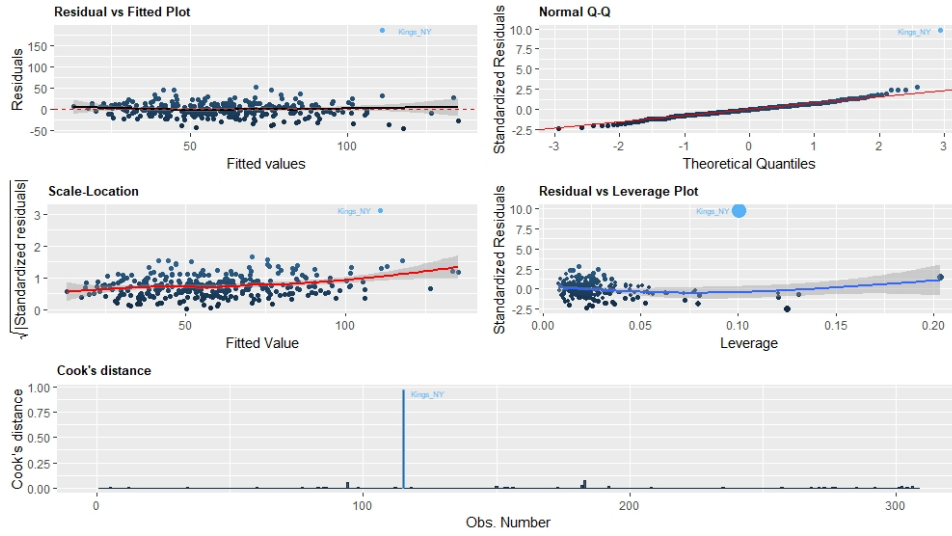 Residual vs Fitted Plot
Residuals
150
100
50
0
-50
Kings_NY
50
100
Fitted values
Normal Q-Q
Standardized Residuals
10.0
7.5
5.0
2.5
0.0
-2.5
Kings_NY
-3
-2
-1
0
1
2
3
Theoretical Quantiles
Scale-Location
√|Standardized residuals|
3
2
1
0
Kings_NY
50
100
Fitted Value
Residual vs Leverage Plot
Standardized Residuals
10.0
7.5
5.0
2.5
0.0
-2.5
Kings_NY
0.00
0.05
0.10
0.15
0.20
Leverage
Cook's distance
Cook's distance
1.00
0.75
0.50
0.25
0.00
Kings_NY
0
100
200
300
Obs. Number